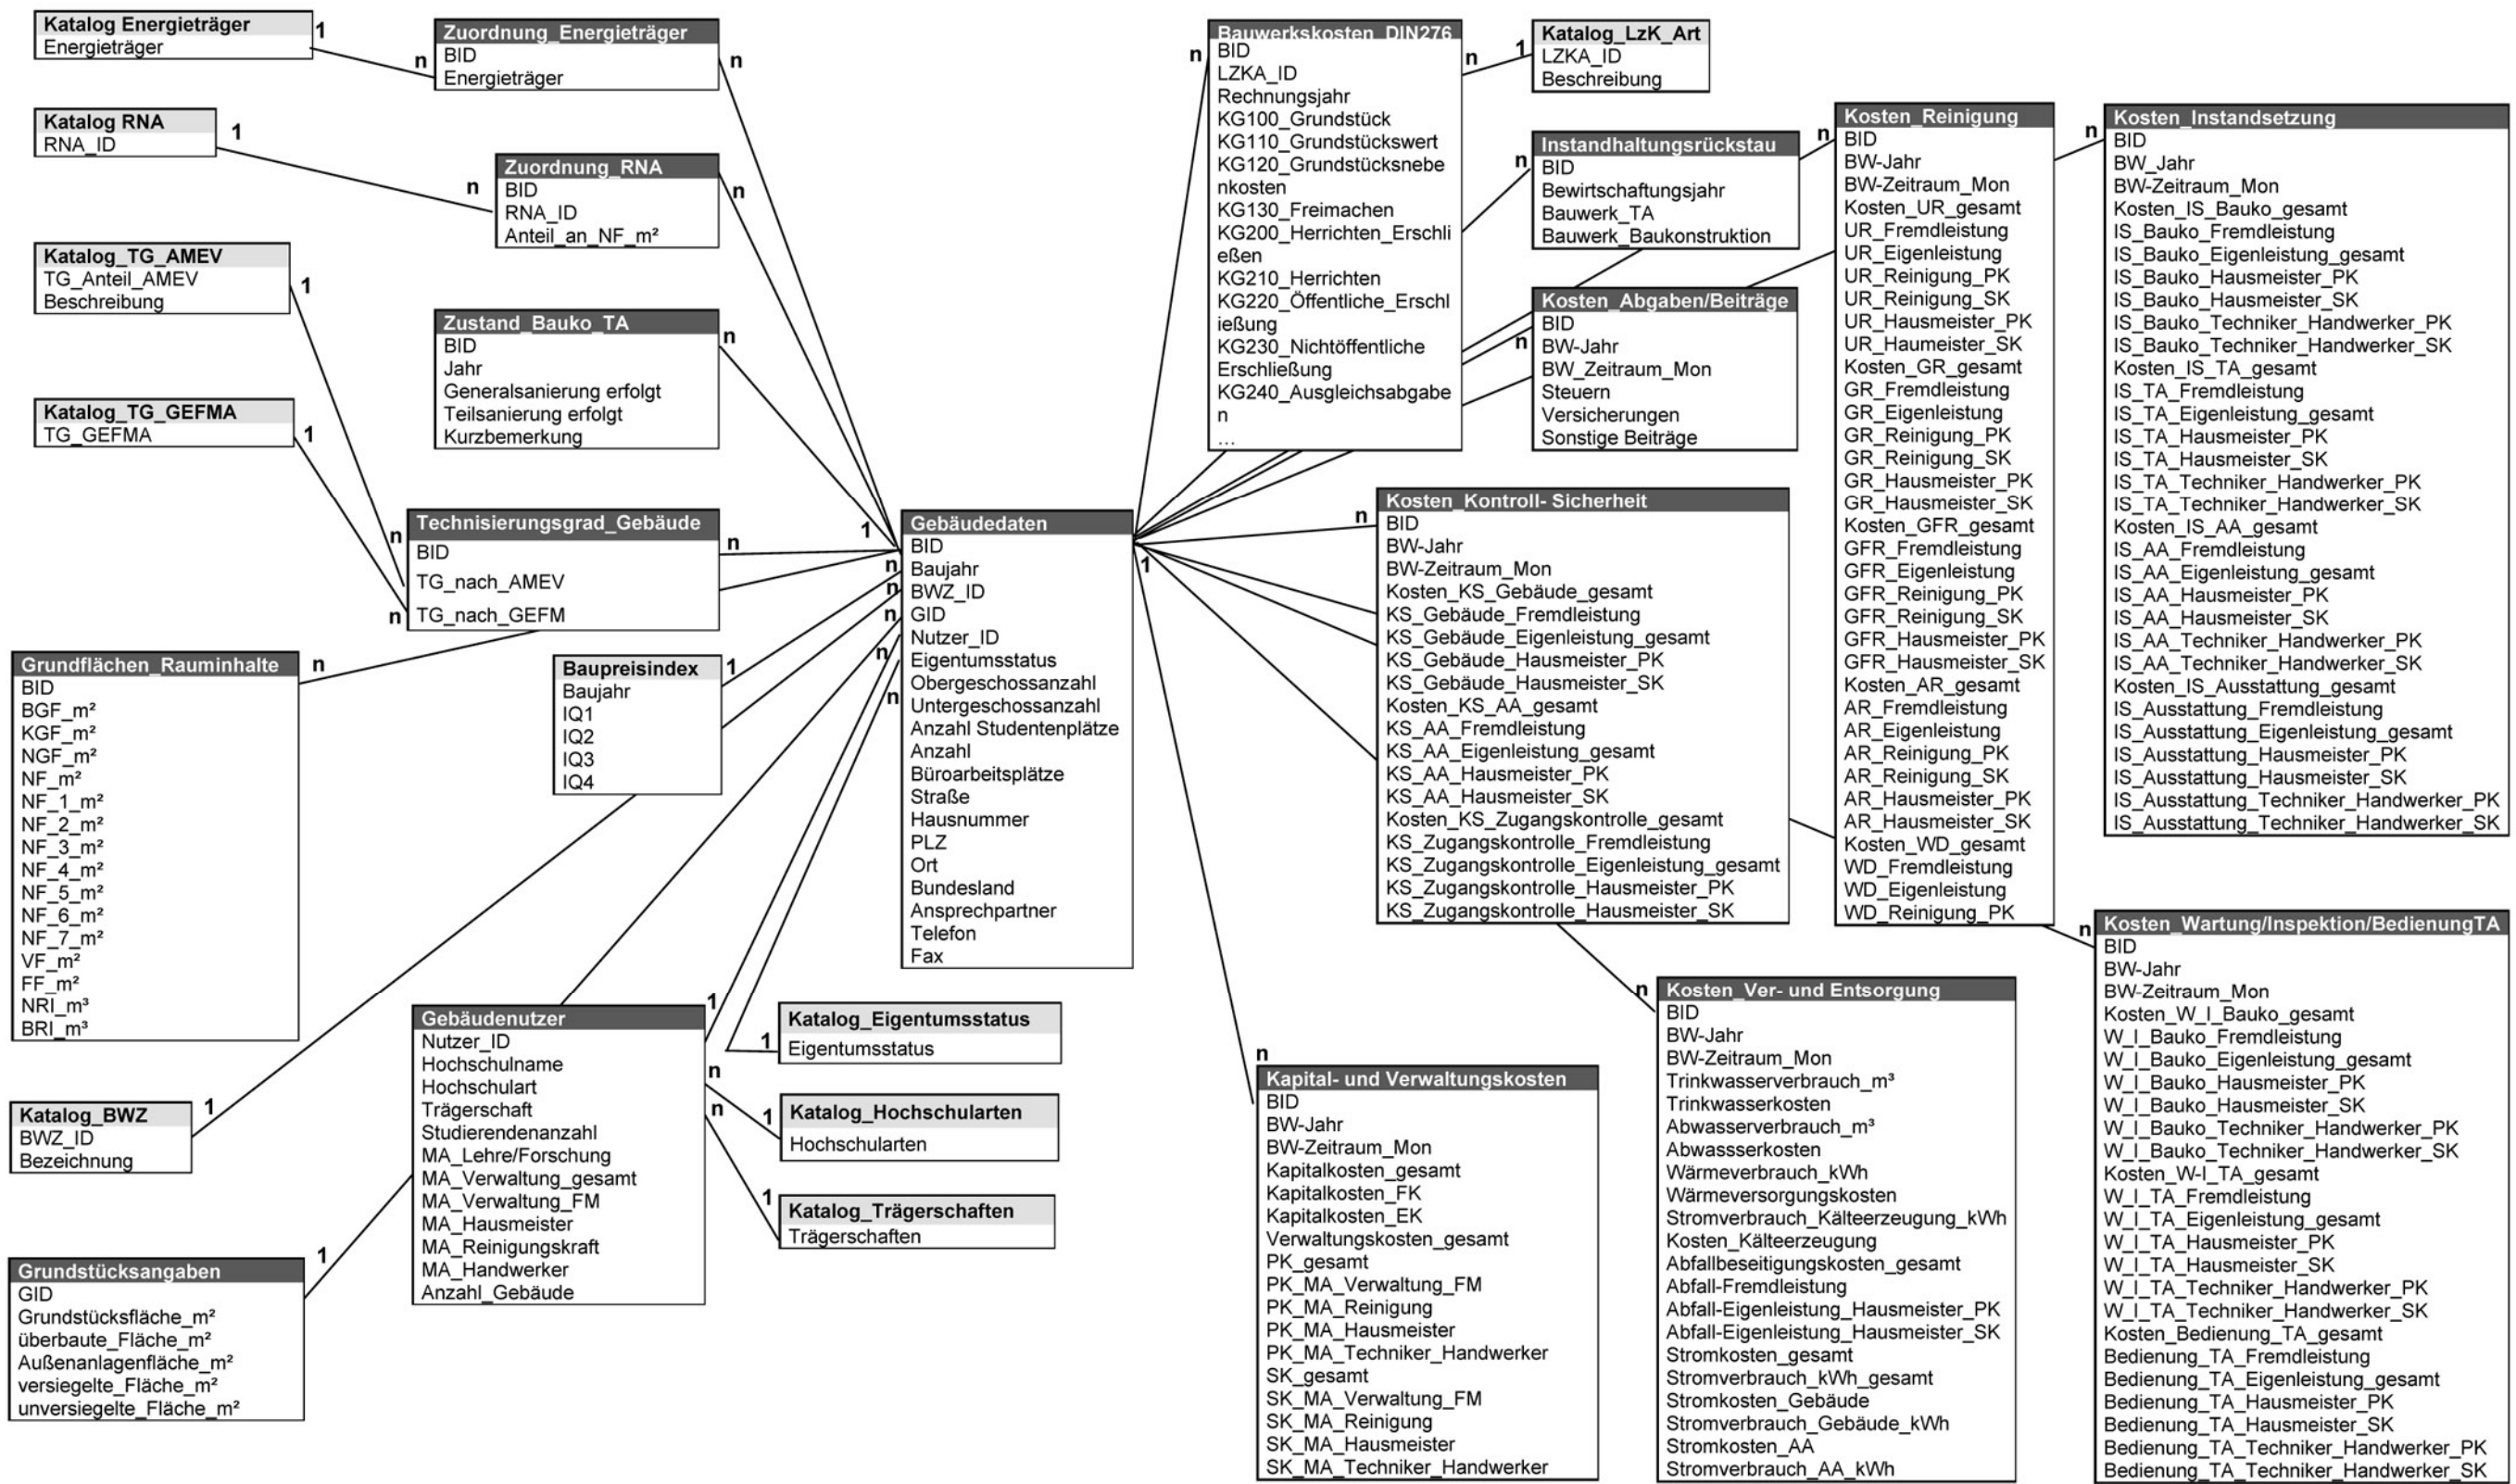 Katalog Energieträger
Energieträger
1
n
Zuordnung_Energieträger
BID
Energieträger
n
Katalog RNA
RNA_ID
1
n
Zuordnung_RNA
BID
RNA_ID
Anteil_an_NF_m²
n
Katalog_TG_AMEV
TG_Anteil_AMEV
Beschreibung
1
Zustand_Bauko_TA
BID
Jahr
Generalsanierung erfolgt
Teilsanierung erfolgt
Kurzbemerkung
n
Katalog_TG_GEFMA
TG_GEFMA
1
n
n
Technisierungsgrad_Gebäude
BID
TG_nach_AMEV
TG_nach_GEFM
n
Grundflächen_Rauminhalte
BID
BGF_m²
KGF_m²
NGF_m²
NF_m²
NF_1_m²
NF_2_m²
NF_3_m²
NF_4_m²
NF_5_m²
NF_6_m²
NF_7_m²
VF_m²
FF_m²
NRI_m³
BRI_m³
n
Baupreisindex
Baujahr
IQ1
IQ2
IQ3
IQ4
1
1
n
n
n
n
n
Gebäudedaten
BID
Baujahr
BWZ_ID
GID
Nutzer_ID
Eigentumsstatus
Obergeschossanzahl
Untergeschossanzahl
Anzahl Studentenplätze
Anzahl
Büroarbeitsplätze
Straße
Hausnummer
PLZ
Ort
Bundesland
Ansprechpartner
Telefon
Fax
1
Katalog_BWZ
BWZ_ID
Bezeichnung
1
Grundstücksangaben
GID
Grundstücksfläche_m²
überbaute_Fläche_m²
Außenanlagenfläche_m²
versiegelte_Fläche_m²
unversiegelte_Fläche_m²
1
Gebäudenutzer
Nutzer_ID
Hochschulname
Hochschulart
Trägerschaft
Studierendenanzahl
MA_Lehre/Forschung
MA_Verwaltung_gesamt
MA_Verwaltung_FM
MA_Hausmeister
MA_Reinigungskraft
MA_Handwerker
Anzahl_Gebäude
1
n
n
1
Katalog_Eigentumsstatus
Eigentumsstatus
1
Katalog_Hochschularten
Hochschularten
1
Katalog_Trägerschaften
Trägerschaften
n
Bauwerkskosten_DIN276
BID
LZKA_ID
Rechnungsjahr
KG100_Grundstück
KG110_Grundstückswert
KG120_Grundstücksnebe
nkosten
KG130_Freimachen
KG200_Herrichten_Erschli
eßen
KG210_Herrichten
KG220_Öffentliche_Erschl
ießung
KG230_Nichtöffentliche
Erschließung
KG240_Ausgleichsabgabe
n
...
n
1
Katalog_LzK_Art
LZKA_ID
Beschreibung
n
Instandhaltungsrückstau
BID
Bewirtschaftungsjahr
Bauwerk_TA
Bauwerk_Baukonstruktion
n
Kosten_Abgaben/Beiträge
BID
BW-Jahr
BW_Zeitraum_Mon
Steuern
Versicherungen
Sonstige Beiträge
n
Kosten_Kontroll- Sicherheit
BID
BW-Jahr
BW-Zeitraum_Mon
Kosten_KS_Gebäude_gesamt
KS_Gebäude_Fremdleistung
KS_Gebäude_Eigenleistung_gesamt
KS_Gebäude_Hausmeister_PK
KS_Gebäude_Hausmeister_SK
Kosten_KS_AA_gesamt
KS_AA_Fremdleistung
KS_AA_Eigenleistung_gesamt
KS_AA_Hausmeister_PK
KS_AA_Hausmeister_SK
Kosten_KS_Zugangskontrolle_gesamt
KS_Zugangskontrolle_Fremdleistung
KS_Zugangskontrolle_Eigenleistung_gesamt
KS_Zugangskontrolle_Hausmeister_PK
KS_Zugangskontrolle_Hausmeister_SK
n
Kosten_Reinigung
BID
BW-Jahr
BW-Zeitraum_Mon
Kosten_UR_gesamt
UR_Fremdleistung
UR_Eigenleistung
UR_Reinigung_PK
UR_Reinigung_SK
UR_Hausmeister_PK
UR_Haumeister_SK
Kosten_GR_gesamt
GR_Fremdleistung
GR_Eigenleistung
GR_Reinigung_PK
GR_Reinigung_SK
GR_Hausmeister_PK
GR_Hausmeister_SK
Kosten_GFR_gesamt
GFR_Fremdleistung
GFR_Eigenleistung
GFR_Reinigung_PK
GFR_Reinigung_SK
GFR_Hausmeister_PK
GFR_Hausmeister_SK
Kosten_AR_gesamt
AR_Fremdleistung
AR_Eigenleistung
AR_Reinigung_PK
AR_Reinigung_SK
AR_Hausmeister_PK
AR_Hausmeister_SK
Kosten_WD_gesamt
WD_Fremdleistung
WD_Eigenleistung
WD_Reinigung_PK
n
Kosten_Instandsetzung
BID
BW_Jahr
BW-Zeitraum_Mon
Kosten_IS_Bauko_gesamt
IS_Bauko_Fremdleistung
IS_Bauko_Eigenleistung_gesamt
IS_Bauko_Hausmeister_PK
IS_Bauko_Hausmeister_SK
IS_Bauko_Techniker_Handwerker_PK
IS_Bauko_Techniker_Handwerker_SK
Kosten_IS_TA_gesamt
IS_TA_Fremdleistung
IS_TA_Eigenleistung_gesamt
IS_TA_Hausmeister_PK
IS_TA_Hausmeister_SK
IS_TA_Techniker_Handwerker_PK
IS_TA_Techniker_Handwerker_SK
Kosten_IS_AA_gesamt
IS_AA_Fremdleistung
IS_AA_Eigenleistung_gesamt
IS_AA_Hausmeister_PK
IS_AA_Hausmeister_SK
IS_AA_Techniker_Handwerker_PK
IS_AA_Techniker_Handwerker_SK
Kosten_IS_Ausstattung_gesamt
IS_Ausstattung_Fremdleistung
IS_Ausstattung_Eigenleistung_gesamt
IS_Ausstattung_Hausmeister_PK
IS_Ausstattung_Hausmeister_SK
IS_Ausstattung_Techniker_Handwerker_PK
IS_Ausstattung_Techniker_Handwerker_SK
n
Kapital- und Verwaltungskosten
BID
BW-Jahr
BW-Zeitraum_Mon
Kapitalkosten_gesamt
Kapitalkosten_FK
Kapitalkosten_EK
Verwaltungskosten_gesamt
PK_gesamt
PK_MA_Verwaltung_FM
PK_MA_Reinigung
PK_MA_Hausmeister
PK_MA_Techniker_Handwerker
SK_gesamt
SK_MA_Verwaltung_FM
SK_MA_Reinigung
SK_MA_Hausmeister
SK_MA_Techniker_Handwerker
n
Kosten_Ver- und Entsorgung
BID
BW-Jahr
BW-Zeitraum_Mon
Trinkwasserverbrauch_m³
Trinkwasserkosten
Abwasserverbrauch_m³
Abwassserkosten
Wärmeverbrauch_kWh
Wärmeversorgungskosten
Stromverbrauch_Kälteerzeugung_kWh
Kosten_Kälteerzeugung
Abfallbeseitigungskosten_gesamt
Abfall-Fremdleistung
Abfall-Eigenleistung_Hausmeister_PK
Abfall-Eigenleistung_Hausmeister_SK
Stromkosten_gesamt
Stromverbrauch_kWh_gesamt
Stromkosten_Gebäude
Stromverbrauch_Gebäude_kWh
Stromkosten_AA
Stromverbrauch_AA_kWh
n
Kosten_Wartung/Inspektion/BedienungTA
BID
BW-Jahr
BW-Zeitraum_Mon
Kosten_W_I_Bauko_gesamt
W_I_Bauko_Fremdleistung
W_I_Bauko_Eigenleistung_gesamt
W_I_Bauko_Hausmeister_PK
W_I_Bauko_Hausmeister_SK
W_I_Bauko_Techniker_Handwerker_PK
W_I_Bauko_Techniker_Handwerker_SK
Kosten_W-I_TA_gesamt
W_I_TA_Fremdleistung
W_I_TA_Eigenleistung_gesamt
W_I_TA_Hausmeister_PK
W_I_TA_Hausmeister_SK
W_I_TA_Techniker_Handwerker_PK
W_I_TA_Techniker_Handwerker_SK
Kosten_Bedienung_TA_gesamt
Bedienung_TA_Fremdleistung
Bedienung_TA_Eigenleistung_gesamt
Bedienung_TA_Hausmeister_PK
Bedienung_TA_Hausmeister_SK
Bedienung_TA_Techniker_Handwerker_PK
Bedienung_TA_Techniker_Handwerker_SK